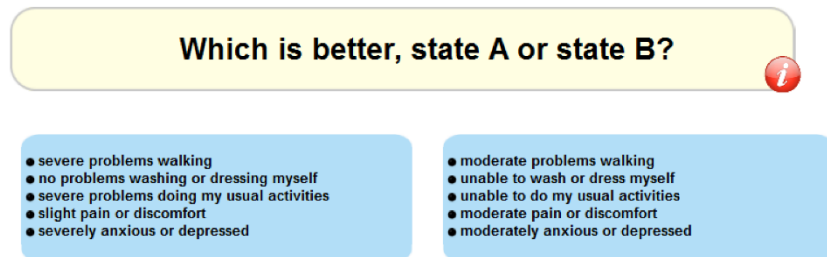 Which is better, state A or state B?
i
● severe problems walking
● no problems washing or dressing myself
● severe problems doing my usual activities
● slight pain or discomfort
● severely anxious or depressed
● moderate problems walking
● unable to wash or dress myself
● unable to do my usual activities
● moderate pain or discomfort
● moderately anxious or depressed